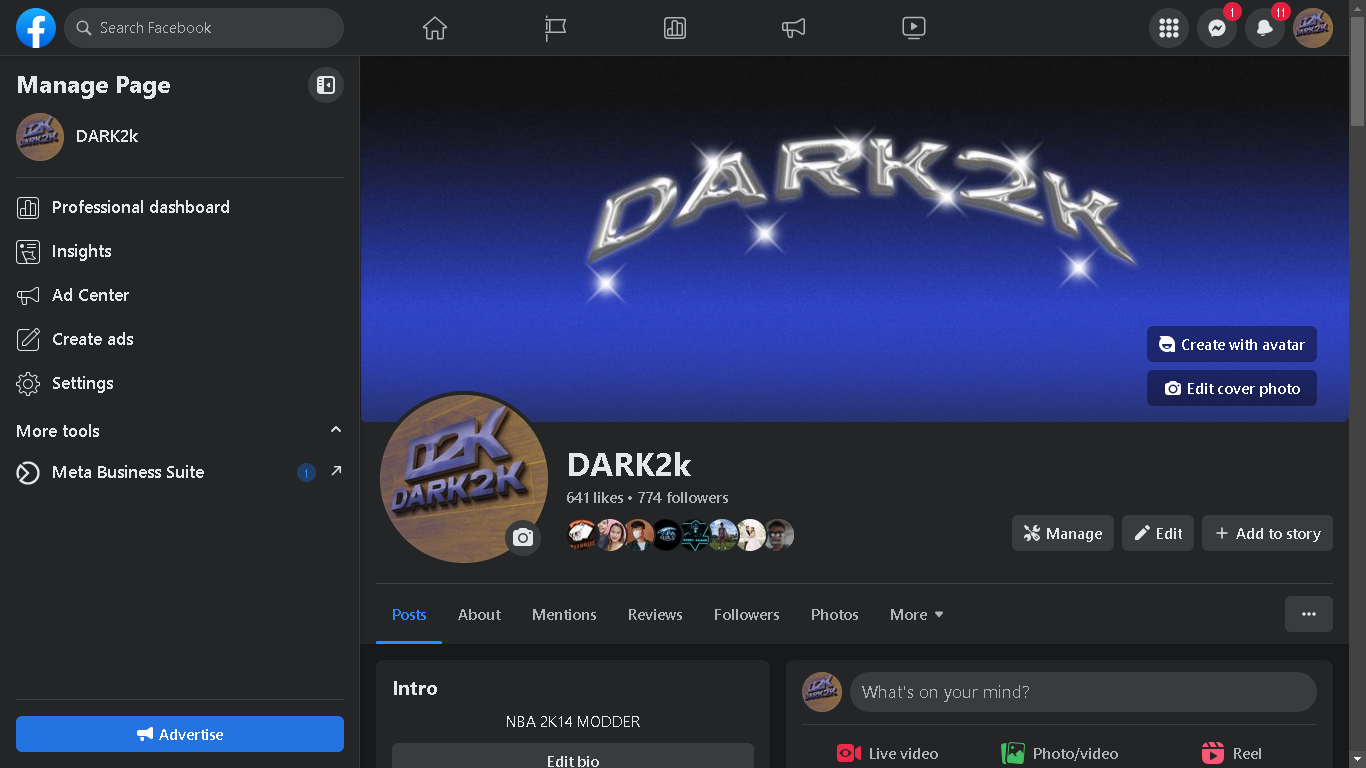 Search Facebook
1
11
Manage Page
DARK2k
Professional dashboard
Insights
Ad Center
Create ads
Settings
More tools
Meta Business Suite
1
Advertise
DARK2k
Create with avatar
Edit cover photo
D2K
DARK2K
DARK2k
641 likes • 774 followers
Manage
Edit
+ Add to story
Posts
About
Mentions
Reviews
Followers
Photos
More
Intro
NBA 2K14 MODDER
Edit bio
What's on your mind?
Live video
Photo/video
Reel